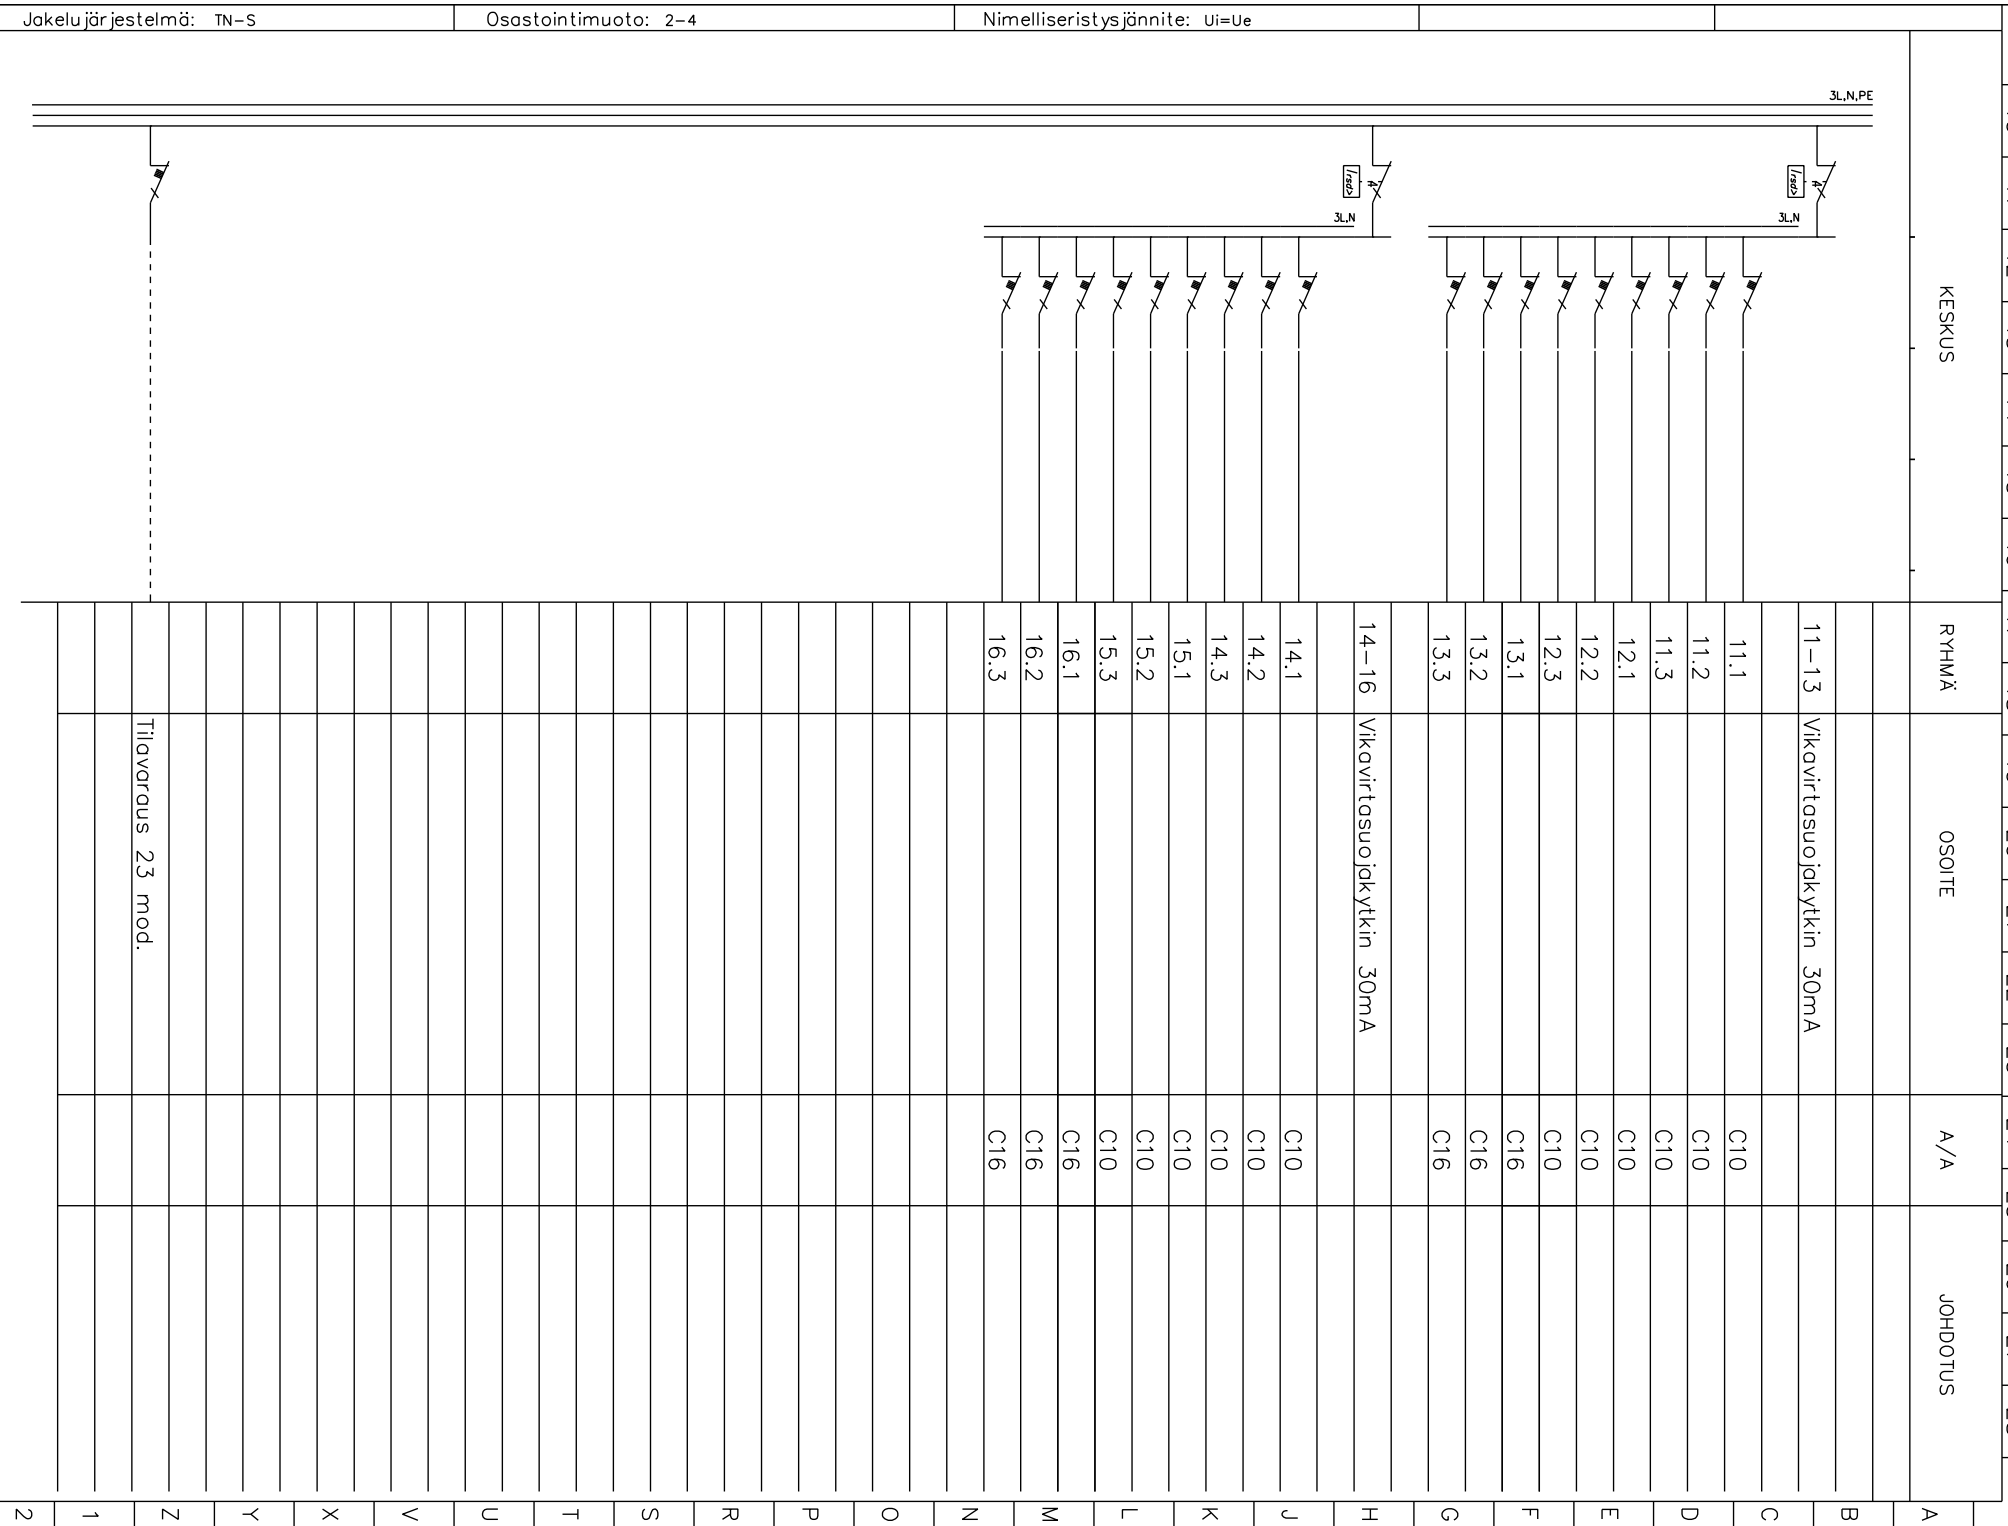 Jakelujärjestelmä: TN-S
Osastointimuoto: 2-4
Nimelliseristysjännite: Ui=Ue
KESKUS RYHMÄ OSOITE A/A JOHDOTUS
3L,N,PE
Irsd>
3L,N
11-13 Vikavirtasuojakytkin 30mA
11.1 C10
11.2 C10
11.3 C10
12.1 C10
12.2 C10
12.3 C10
13.1 C16
13.2 C16
13.3 C16
Irsd>
3L,N
14-16 Vikavirtasuojakytkin 30mA
14.1 C10
14.2 C10
14.3 C10
15.1 C10
15.2 C10
15.3 C10
16.1 C16
16.2 C16
16.3 C16
Tilavaraus 23 mod.
A
B
C
D
E
F
G
H
J
K
L
M
N
O
P
R
S
T
U
V
X
Y
Z
1
2